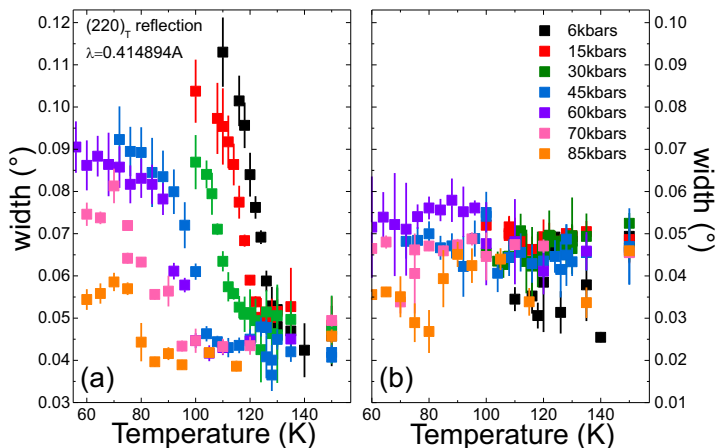 0.12
0.11
0.10
0.09
0.08
0.07
0.06
0.05
0.04
0.03
width (°)
(220)T reflection
λ=0.414894A
(a)
60 80 100 120 140
Temperature (K)
6kbars
15kbars
30kbars
45kbars
60kbars
70kbars
85kbars
(b)
60 80 100 120 140
Temperature (K)
0.10
0.09
0.08
0.07
0.06
0.05
0.04
0.03
0.02
0.01
0.00
width (°)